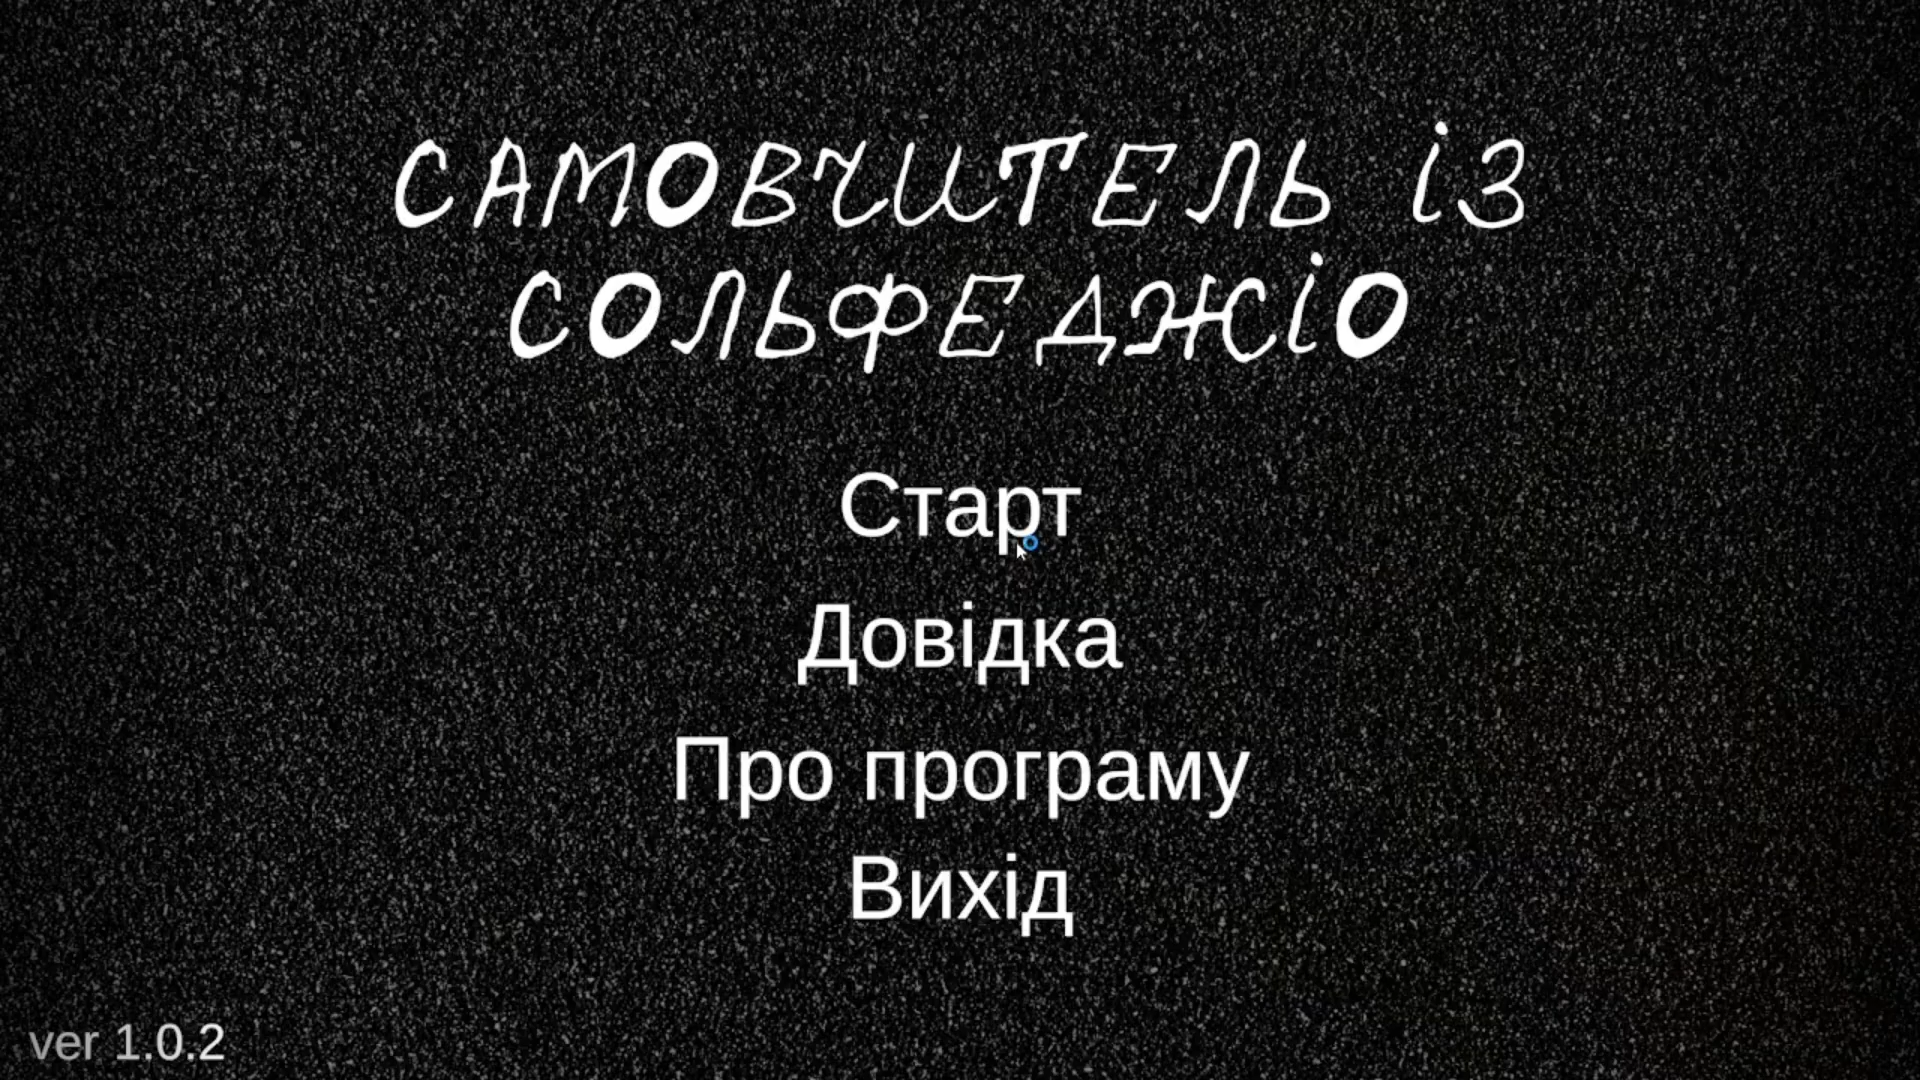 САМОВЧИТЕЛЬ ІЗ
СОЛЬФЕДЖІО
Старт
Довідка
Про програму
Вихід
ver 1.0.2